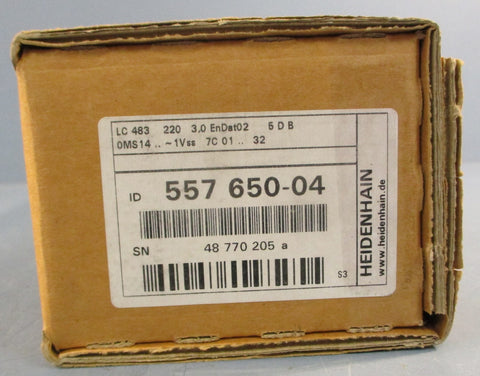 LC 483 220 3,0 EnDat02 5 D B
0MS14 .. ~1Vss 7C 01 .. 32
ID 557 650-04
SN 48 770 205 a
S3
HEIDENHAIN
www.heidenhain.de